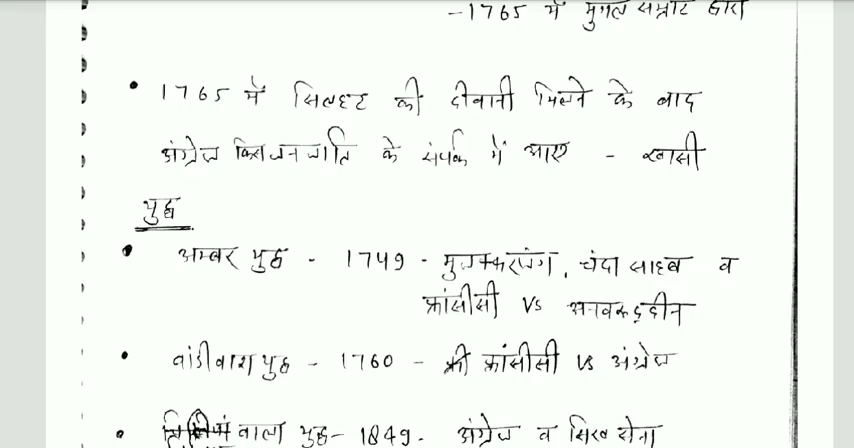 -1765 में मुगल सम्राट द्वारा
• 1765 में सिलहट की दीवानी मिलने के बाद
अंग्रेज किस जनजाति के संपर्क में आए - खासी
युद्ध
• अम्बर युद्ध - 1749 - मुजफ्फरजंग, चंदा साहब व
फ्रांसीसी VS अनवरुद्दीन
• वांडीवाश युद्ध - 1760 - फ्रांसीसी VS अंग्रेज
• वाला युद्ध - 1849 - अंग्रेज व सिख सेना